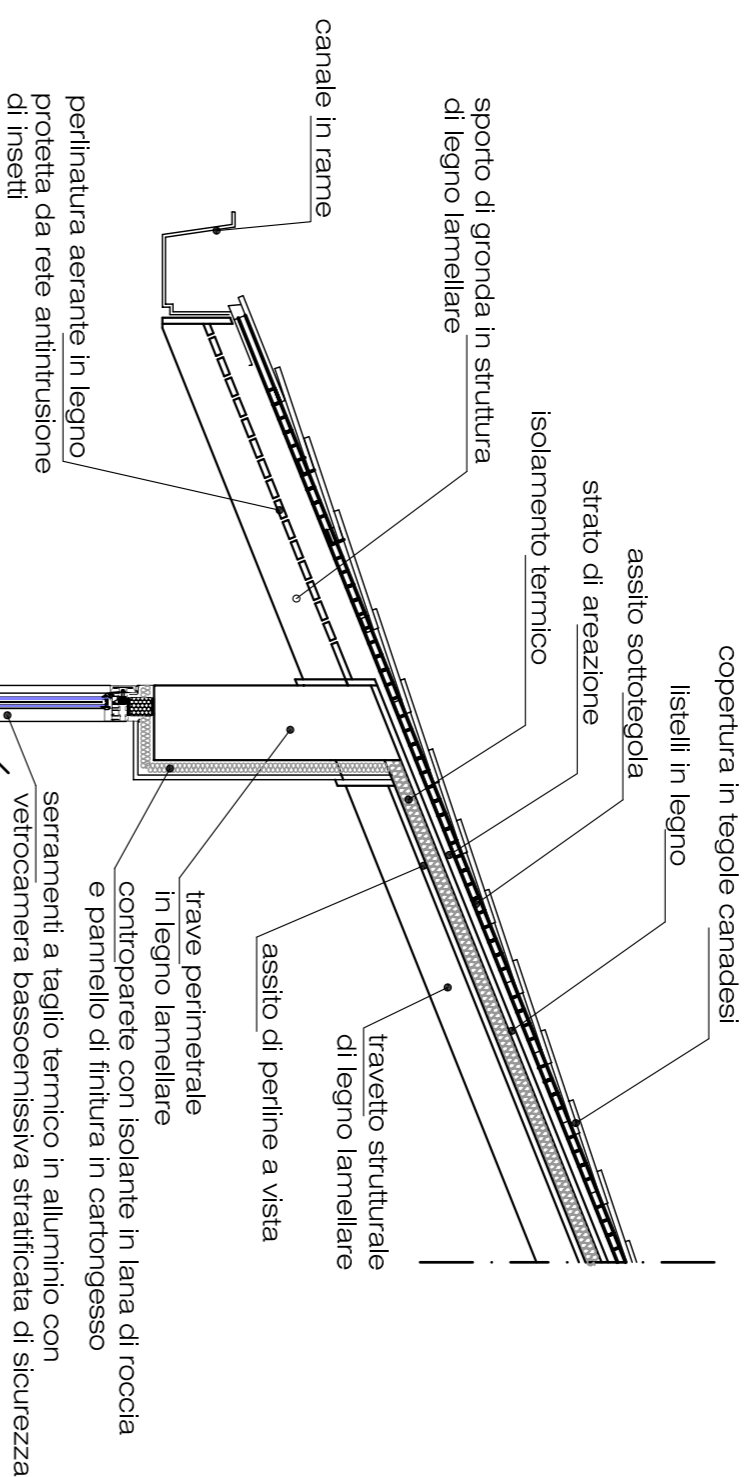 copertura in tegole canadesi
listelli in legno
assito sottotegola
strato di areazione
isolamento termico
sporto di gronda in struttura
di legno lamellare
canale in rame
perlinatura aerante in legno
protetta da rete antintrusione
di insetti
travetto strutturale
di legno lamellare
assito di perline a vista
trave perimetrale
in legno lamellare
controparete con isolante in lana di roccia
e pannello di finitura in cartongesso
serramenti a taglio termico in alluminio con
vetrocamera bassoemissiva stratificata di sicurezza